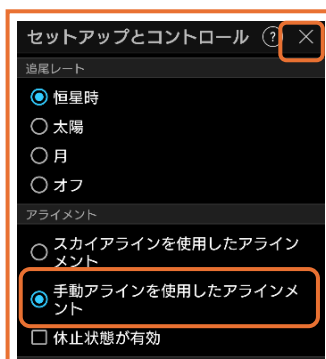 セットアップとコントロール ? ×
追尾レート
恒星時
太陽
月
オフ
アライメント
スカイアラインを使用したアライン
メント
手動アラインを使用したアラインメ
ント
休止状態が有効